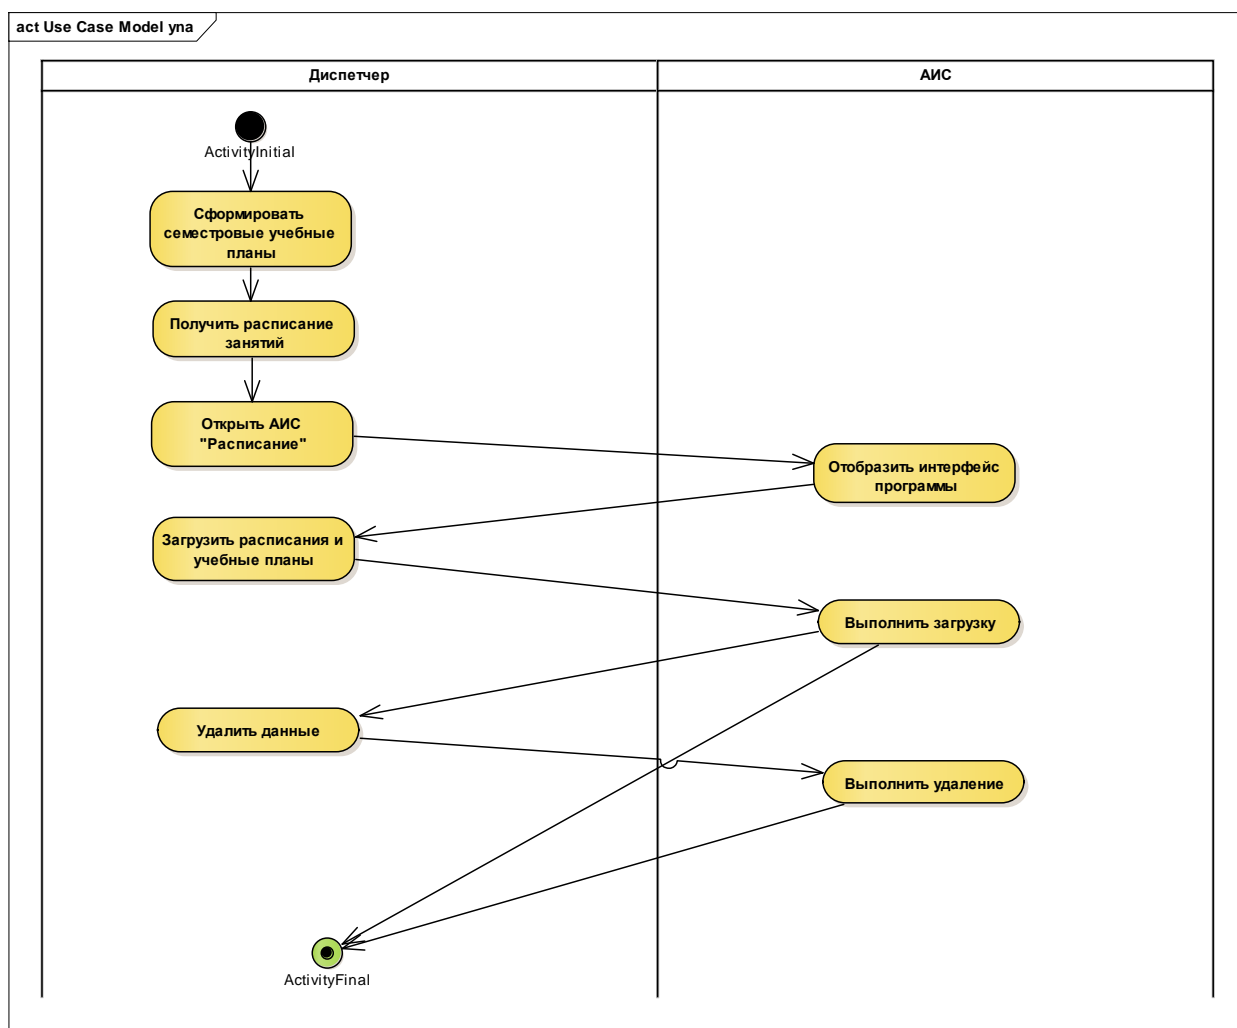 act Use Case Model yna
Диспетчер
АИС
ActivityInitial
Сформировать
семестровые учебные
планы
Получить расписание
занятий
Открыть АИС
"Расписание"
Отобразить интерфейс
программы
Загрузить расписания и
учебные планы
Выполнить загрузку
Удалить данные
Выполнить удаление
ActivityFinal